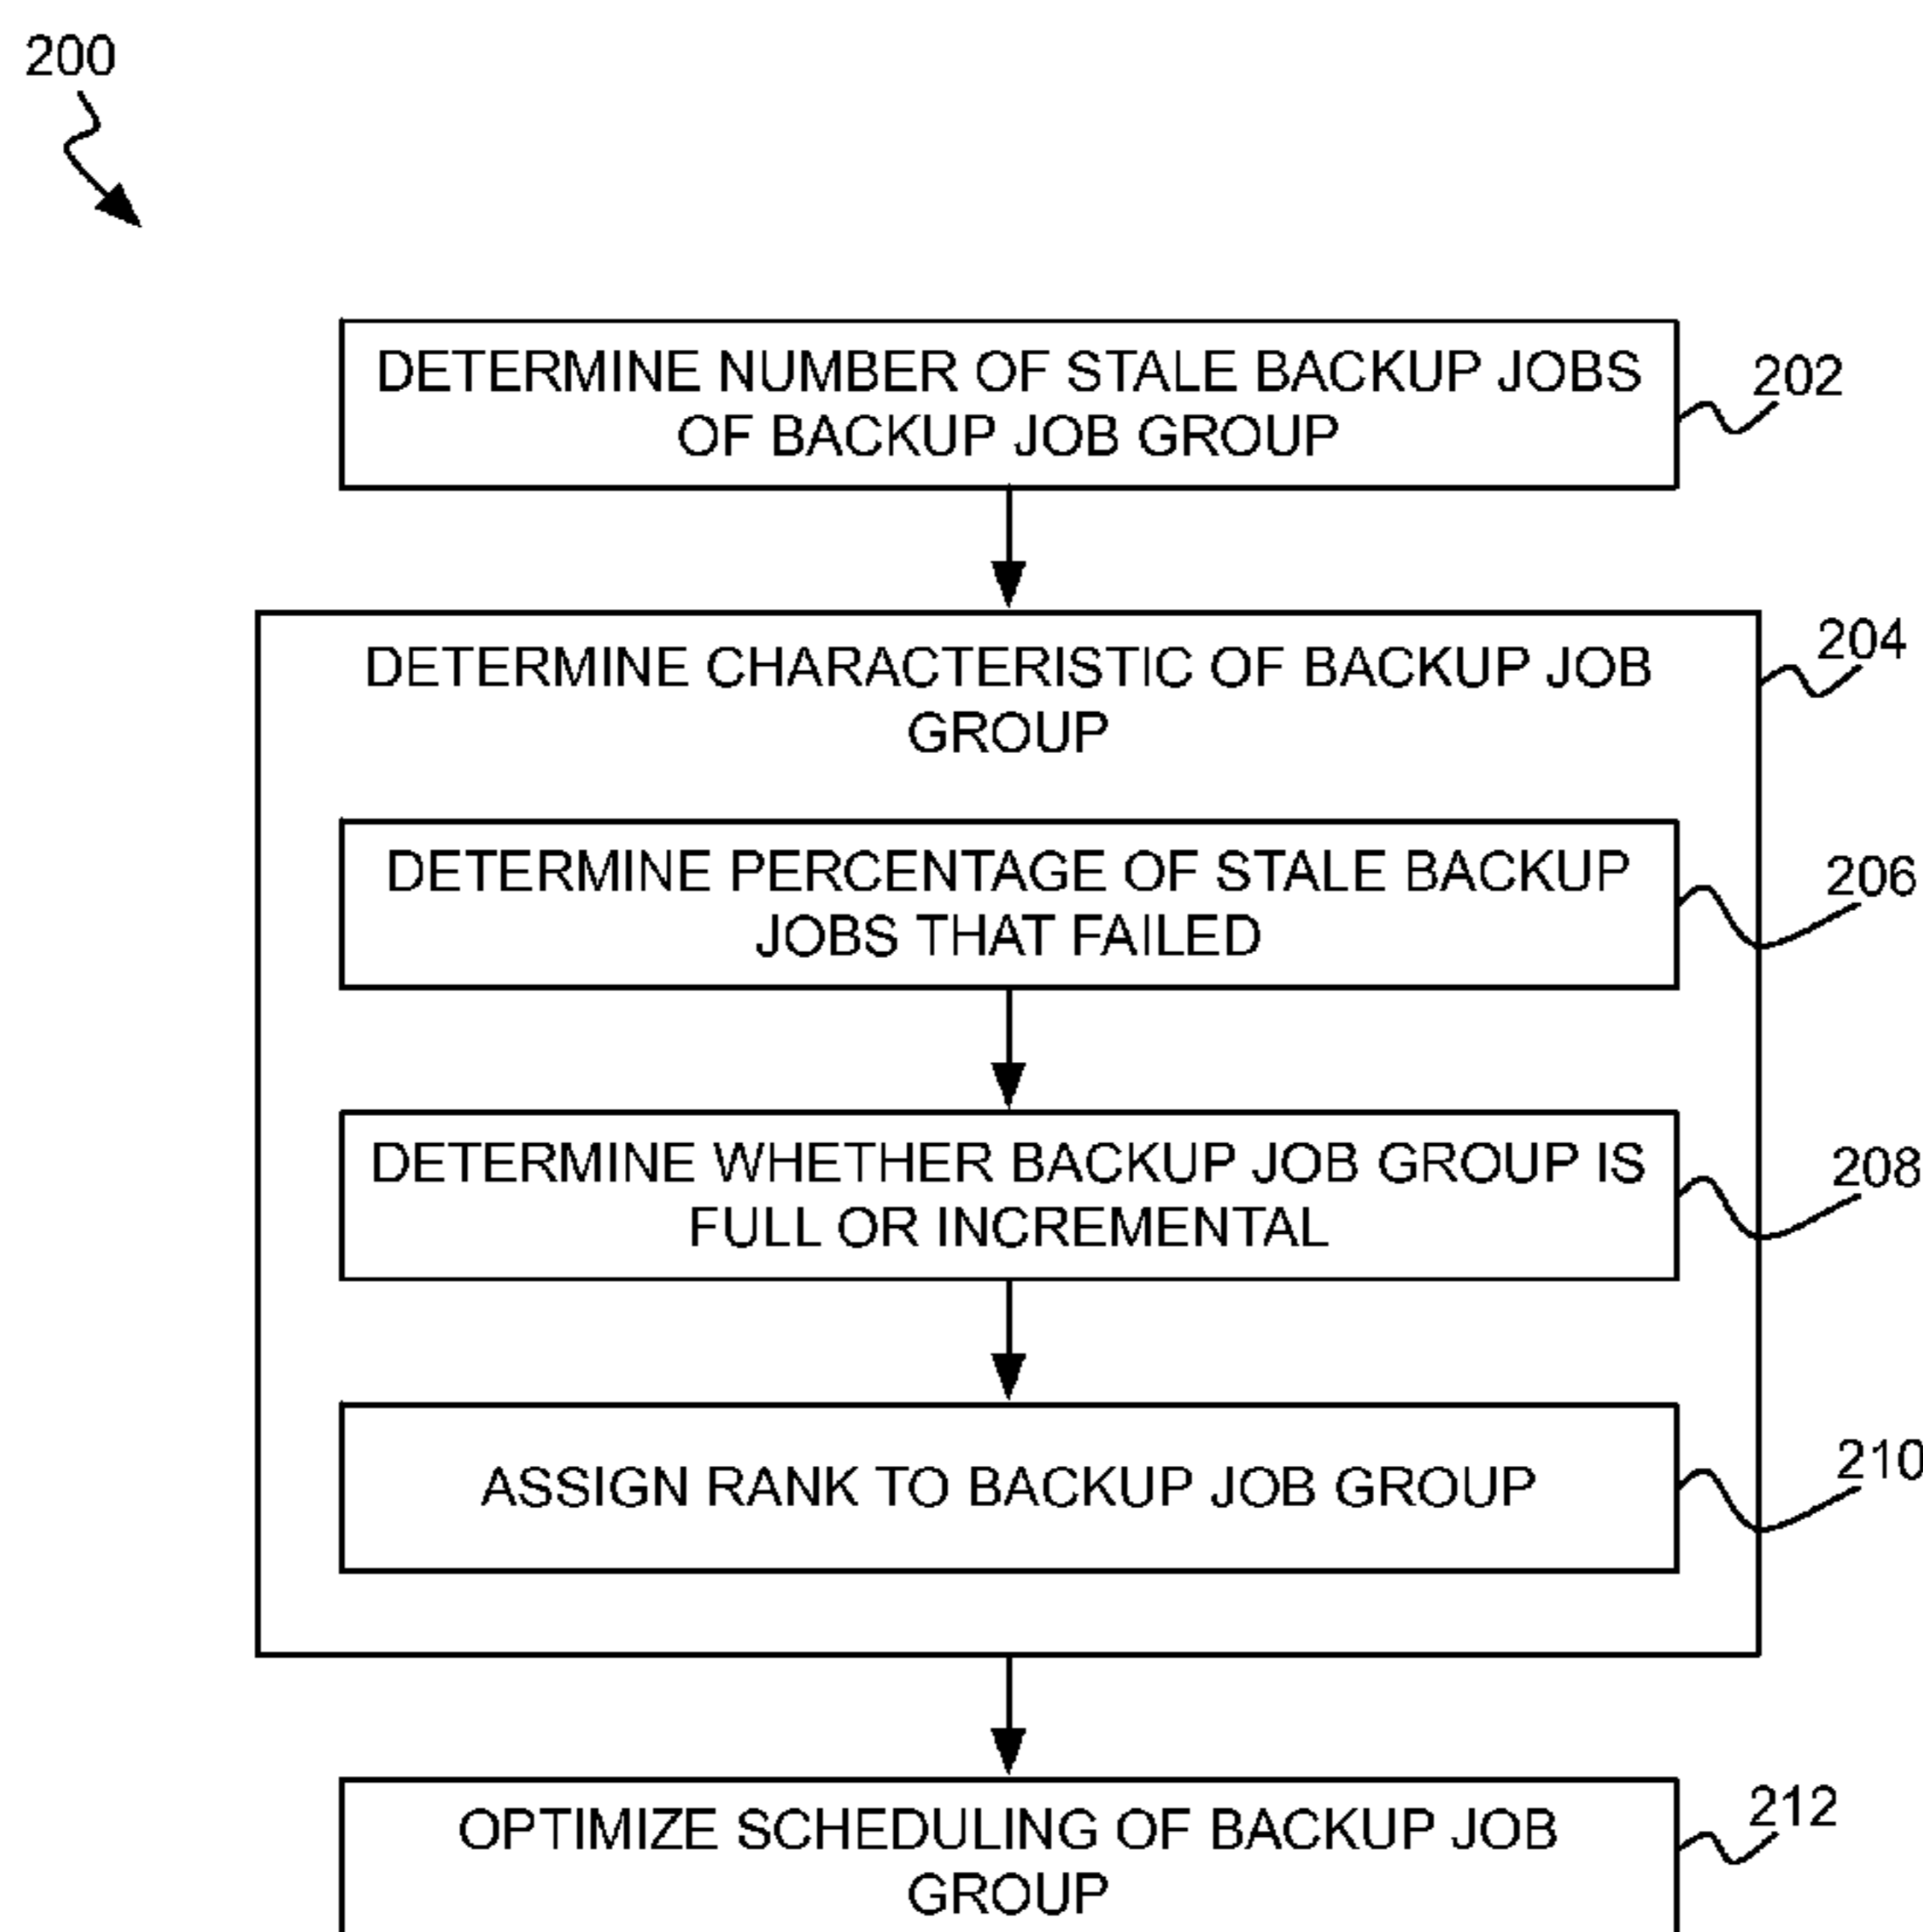 200
DETERMINE NUMBER OF STALE BACKUP JOBS
OF BACKUP JOB GROUP
202
DETERMINE CHARACTERISTIC OF BACKUP JOB
GROUP
204
DETERMINE PERCENTAGE OF STALE BACKUP
JOBS THAT FAILED
206
DETERMINE WHETHER BACKUP JOB GROUP IS
FULL OR INCREMENTAL
208
ASSIGN RANK TO BACKUP JOB GROUP
210
OPTIMIZE SCHEDULING OF BACKUP JOB
GROUP
212